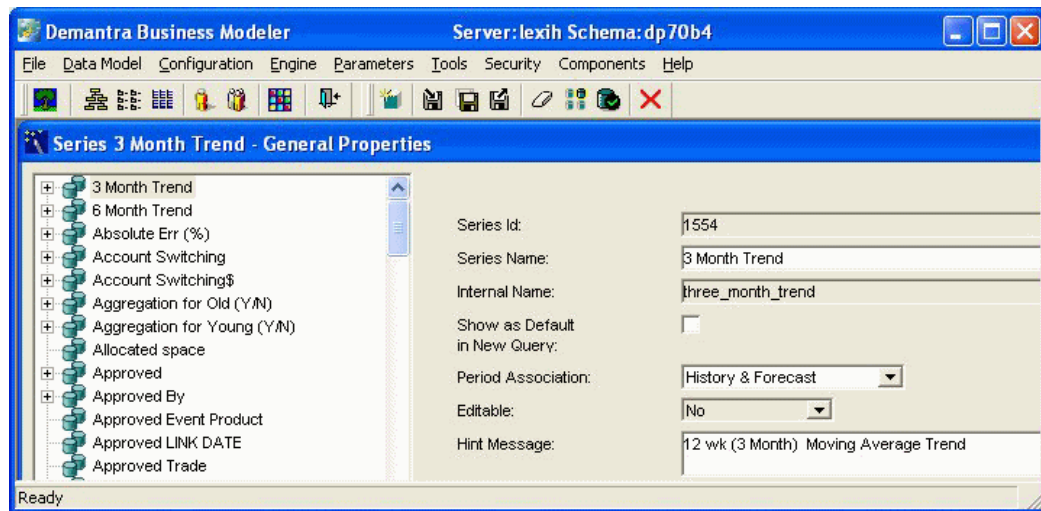 Demantra Business Modeler Server:lexih Schema:dp70b4
File Data Model Configuration Engine Parameters Tools Security Components Help
Series 3 Month Trend - General Properties
3 Month Trend
6 Month Trend
Absolute Err (%)
Account Switching
Account Switching$
Aggregation for Old (Y/N)
Aggregation for Young (Y/N)
Allocated space
Approved
Approved By
Approved Event Product
Approved LINK DATE
Approved Trade
Series Id: 1554
Series Name: 3 Month Trend
Internal Name: three_month_trend
Show as Default
in New Query:
Period Association: History & Forecast
Editable: No
Hint Message: 12 wk (3 Month) Moving Average Trend
Ready